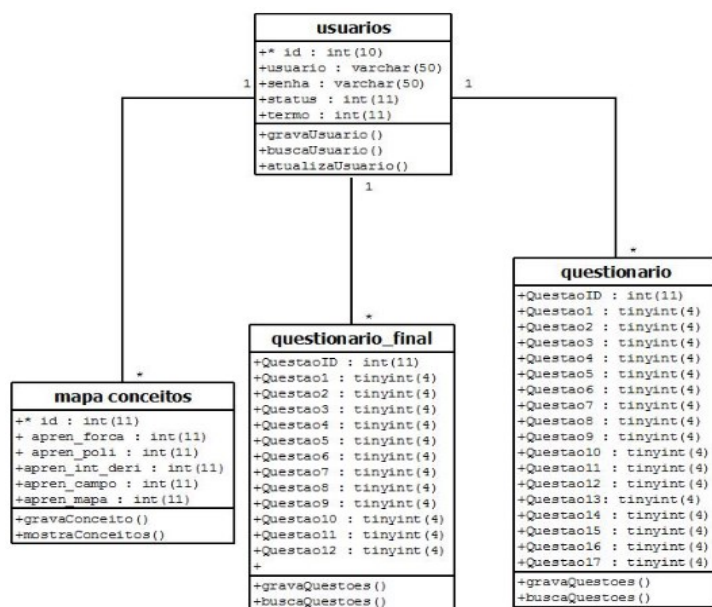 usuarios
+* id : int(10)
+usuario : varchar(50)
+senha : varchar(50)
+status : int(11)
+termo : int(11)
+gravaUsuario()
+buscaUsuario()
+atualizaUsuario()
1
1
1
*
*
*
mapa conceitos
+* id : int(11)
+ apren_forca : int(11)
+ apren_poli : int(11)
+apren_int_deri : int(11)
+apren_campo : int(11)
+apren_mapa : int(11)
+gravaConceito()
+mostraConceitos()
questionario_final
+QuestaoID : int(11)
+Questao1 : tinyint(4)
+Questao2 : tinyint(4)
+Questao3 : tinyint(4)
+Questao4 : tinyint(4)
+Questao5 : tinyint(4)
+Questao6 : tinyint(4)
+Questao7 : tinyint(4)
+Questao8 : tinyint(4)
+Questao9 : tinyint(4)
+Questao10 : tinyint(4)
+Questao11 : tinyint(4)
+Questao12 : tinyint(4)
+
+gravaQuestoes()
+buscaQuestoes()
questionario
+QuestaoID : int(11)
+Questao1 : tinyint(4)
+Questao2 : tinyint(4)
+Questao3 : tinyint(4)
+Questao4 : tinyint(4)
+Questao5 : tinyint(4)
+Questao6 : tinyint(4)
+Questao7 : tinyint(4)
+Questao8 : tinyint(4)
+Questao9 : tinyint(4)
+Questao10 : tinyint(4)
+Questao11 : tinyint(4)
+Questao12 : tinyint(4)
+Questao13: tinyint(4)
+Questao14 : tinyint(4)
+Questao15 : tinyint(4)
+Questao16 : tinyint(4)
+Questao17 : tinyint(4)
+gravaQuestoes()
+buscaQuestoes()